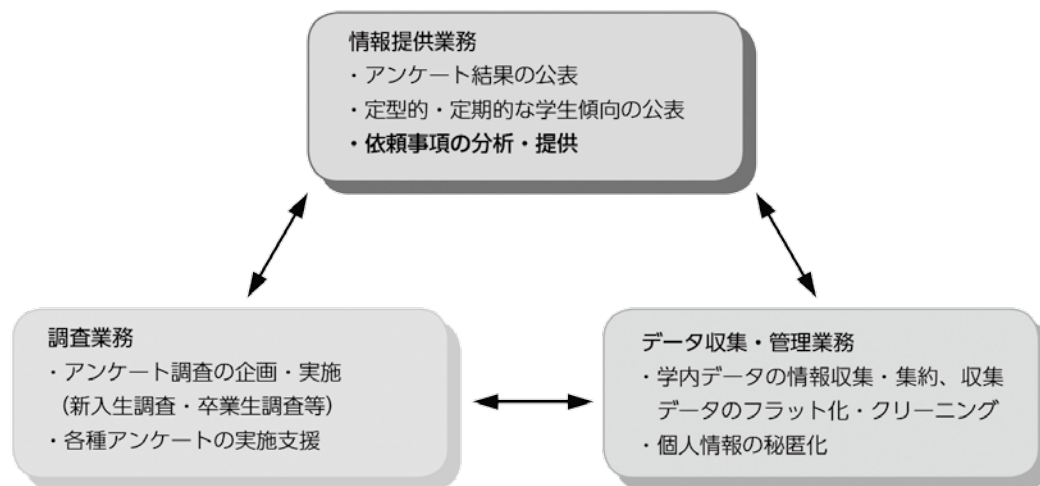 情報提供業務
・アンケート結果の公表
・定型的・定期的な学生傾向の公表
・依頼事項の分析・提供
調査業務
・アンケート調査の企画・実施
（新入生調査・卒業生調査等）
・各種アンケートの実施支援
データ収集・管理業務
・学内データの情報収集・集約、収集
データのフラット化・クリーニング
・個人情報の秘匿化